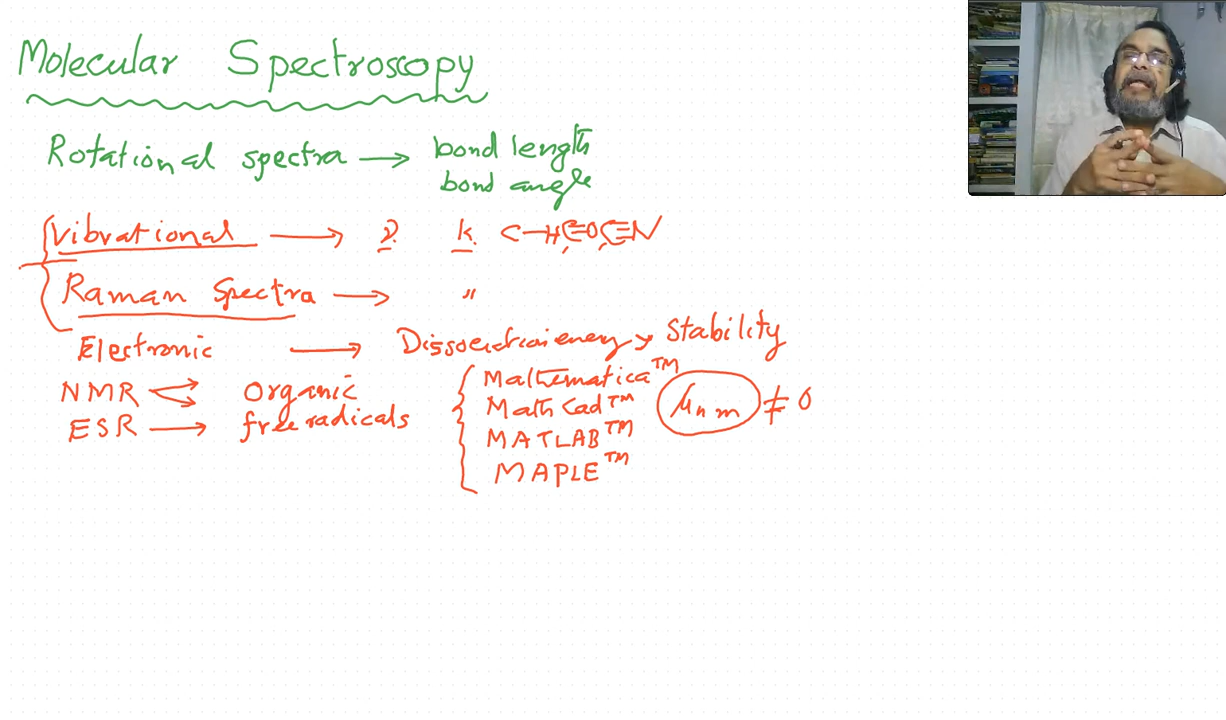 Molecular Spectroscopy
Rotational spectra → bond length
bond angle
Vibrational → ν k C-H C=O C≡N
Raman Spectra → "
Electronic → Dissociation energy → Stability
NMR Organic
ESR → free radicals
Mathematica™
MathCad™
MATLAB™
MAPLE™
μnm ≠ 0